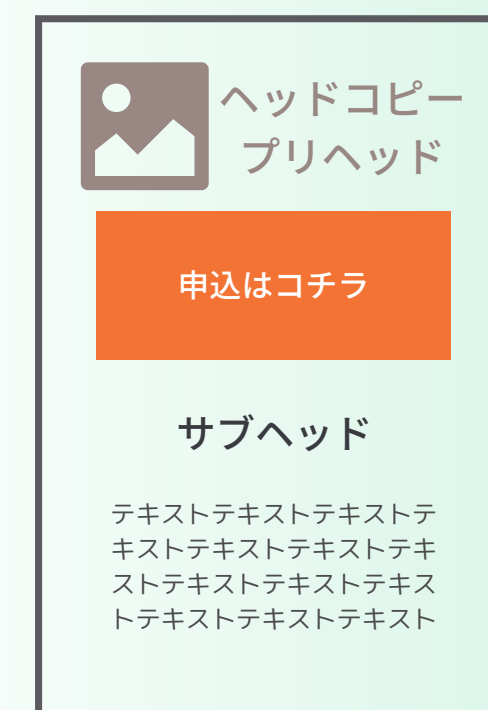 ヘッドコピー
プリヘッド
申込はコチラ
サブヘッド
テキストテキストテキストテ
キストテキストテキストテキ
ストテキストテキストテキス
トテキストテキストテキスト